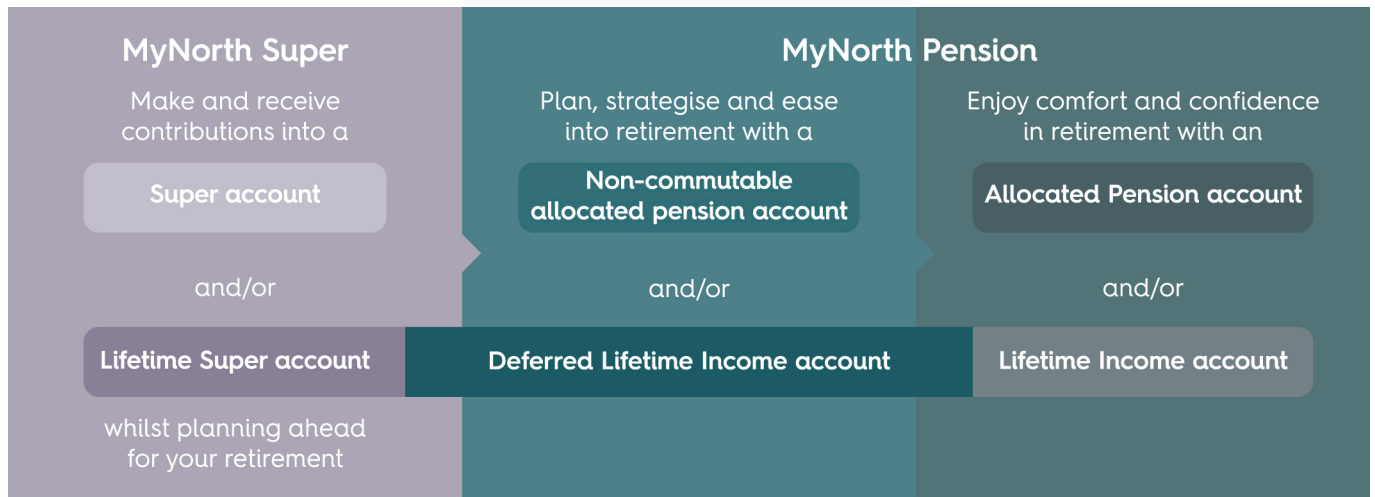 MyNorth Super
Make and receive
contributions into a
Super account
and/or
Lifetime Super account
whilst planning ahead
for your retirement
MyNorth Pension
Plan, strategise and ease
into retirement with a
Non-commutable
allocated pension account
and/or
Deferred Lifetime Income account
Enjoy comfort and confidence
in retirement with an
Allocated Pension account
and/or
Lifetime Income account